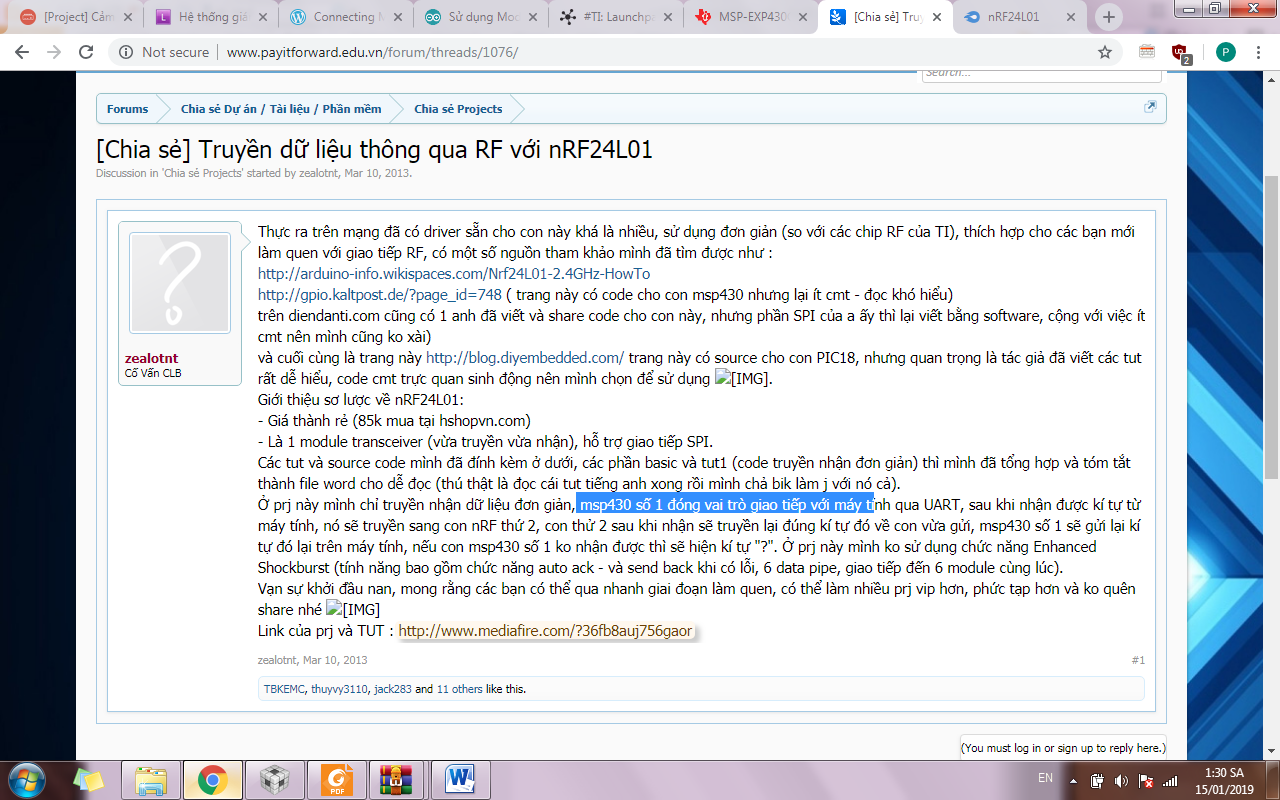 [Project] Cảm
Hệ thống giá
Connecting M
Sử dụng Mod
#TI: Launchpa
MSP-EXP430
[Chia sẻ] Truy
nRF24L01
Not secure
www.payitforward.edu.vn/forum/threads/1076/
2
P
Search...
Forums
Chia sẻ Dự án / Tài liệu / Phần mềm
Chia sẻ Projects
[Chia sẻ] Truyền dữ liệu thông qua RF với nRF24L01
Discussion in 'Chia sẻ Projects' started by zealotnt, Mar 10, 2013.
zealotnt
Cố Vấn CLB
Thực ra trên mạng đã có driver sẵn cho con này khá là nhiều, sử dụng đơn giản (so với các chip RF của TI), thích hợp cho các bạn mới
làm quen với giao tiếp RF, có một số nguồn tham khảo mình đã tìm được như :
http://arduino-info.wikispaces.com/Nrf24L01-2.4GHz-HowTo
http://gpio.kaltpost.de/?page_id=748 ( trang này có code cho con msp430 nhưng lại ít cmt - đọc khó hiểu)
trên diendanti.com cũng có 1 anh đã viết và share code cho con này, nhưng phần SPI của a ấy thì lại viết bằng software, cộng với việc ít
cmt nên mình cũng ko xài)
và cuối cùng là trang này http://blog.diyembedded.com/ trang này có source cho con PIC18, nhưng quan trọng là tác giả đã viết các tut
rất dễ hiểu, code cmt trực quan sinh động nên mình chọn để sử dụng [IMG].
Giới thiệu sơ lược về nRF24L01:
- Giá thành rẻ (85k mua tại hshopvn.com)
- Là 1 module transceiver (vừa truyền vừa nhận), hỗ trợ giao tiếp SPI.
Các tut và source code mình đã đính kèm ở dưới, các phần basic và tut1 (code truyền nhận đơn giản) thì mình đã tổng hợp và tóm tắt
thành file word cho dễ đọc (thú thật là đọc cái tut tiếng anh xong rồi mình chả bik làm j với nó cả).
Ở prj này mình chỉ truyền nhận dữ liệu đơn giản, msp430 số 1 đóng vai trò giao tiếp với máy tính qua UART, sau khi nhận được kí tự từ
máy tính, nó sẽ truyền sang con nRF thứ 2, con thử 2 sau khi nhận sẽ truyền lại đúng kí tự đó về con vừa gửi, msp430 số 1 sẽ gửi lại kí
tự đó lại trên máy tính, nếu con msp430 số 1 ko nhận được thì sẽ hiện kí tự "?". Ở prj này mình ko sử dụng chức năng Enhanced
Shockburst (tính năng bao gồm chức năng auto ack - và send back khi có lỗi, 6 data pipe, giao tiếp đến 6 module cùng lúc).
Vạn sự khởi đầu nan, mong rằng các bạn có thể qua nhanh giai đoạn làm quen, có thể làm nhiều prj vip hơn, phức tạp hơn và ko quên
share nhé [IMG]
Link của prj và TUT : http://www.mediafire.com/?36fb8auj756gaor
zealotnt, Mar 10, 2013
#1
TBKEMC, thuyvy3110, jack283 and 11 others like this.
(You must log in or sign up to reply here.)
PDF
EN
1:30 SA
15/01/2019